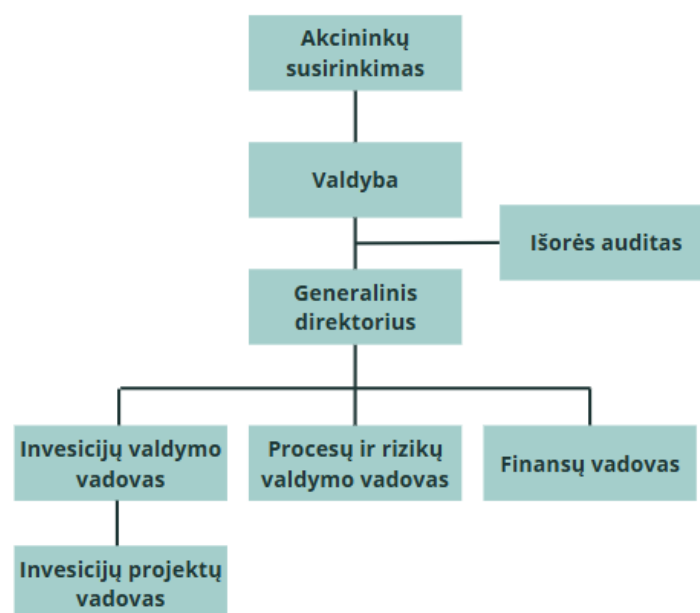 Akcininkų
susirinkimas
Valdyba
Išorės auditas
Generalinis
direktorius
Invesicijų valdymo
vadovas
Procesų ir rizikų
valdymo vadovas
Finansų vadovas
Invesicijų projektų
vadovas